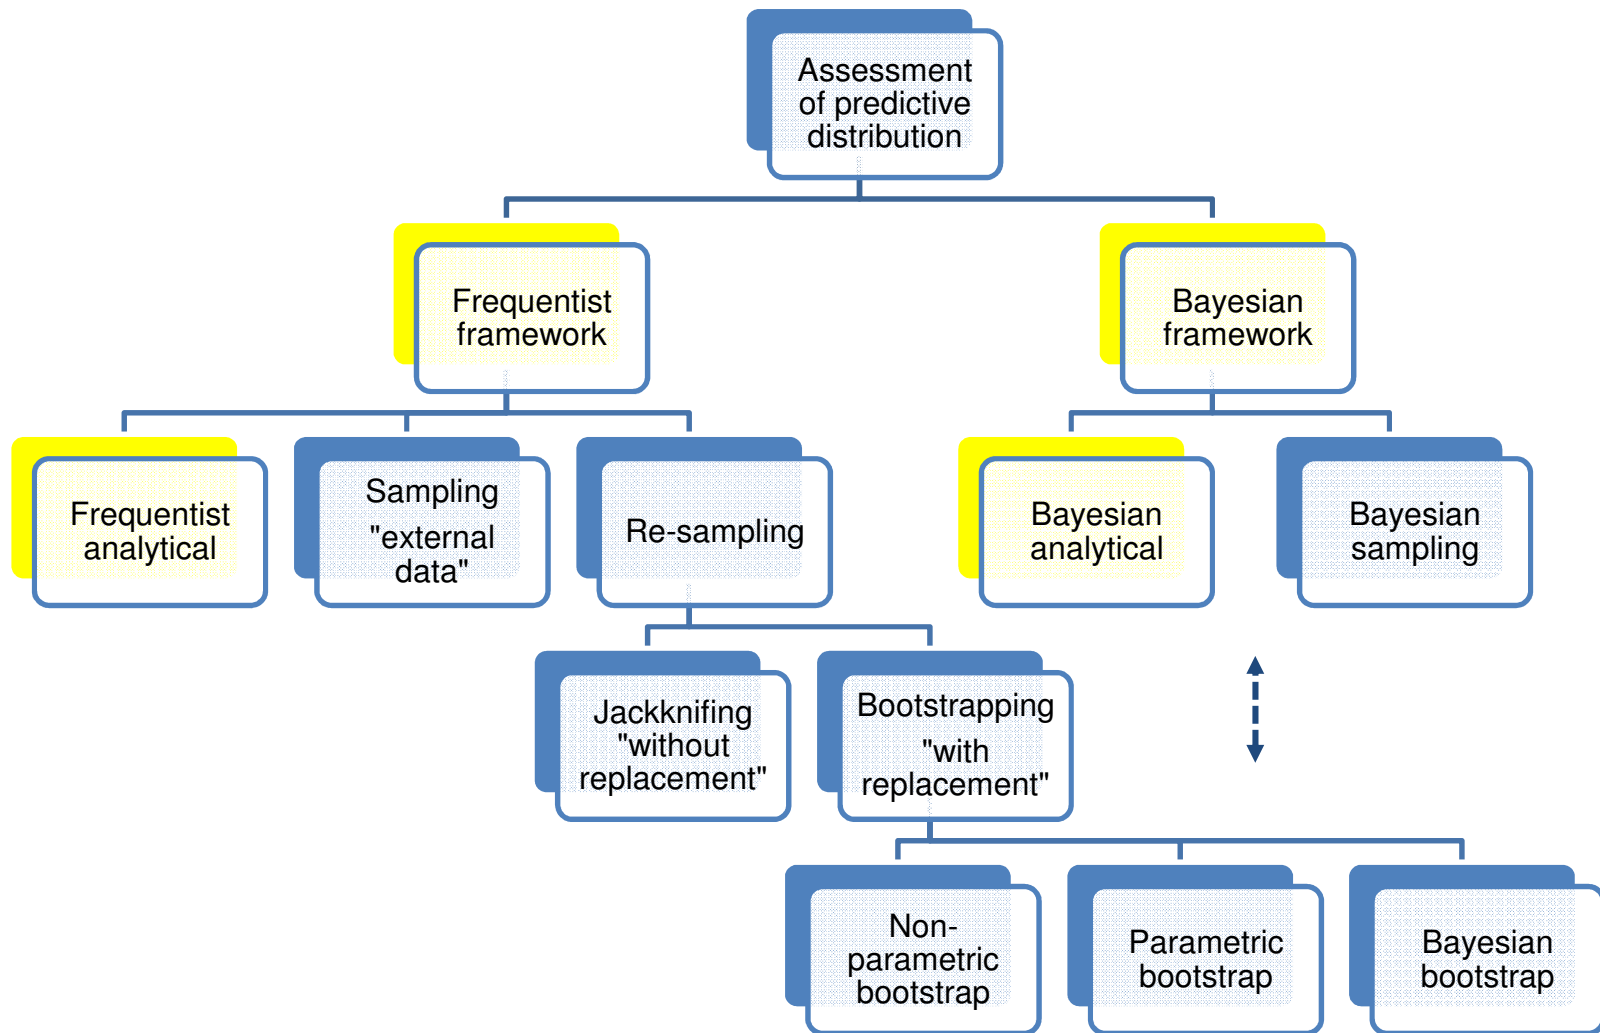 Assessment
of predictive
distribution
Frequentist
framework
Bayesian
framework
Frequentist
analytical
Sampling
"external
data"
Re-sampling
Bayesian
analytical
Bayesian
sampling
Jackknifing
"without
replacement"
Bootstrapping
"with
replacement"
Non-
parametric
bootstrap
Parametric
bootstrap
Bayesian
bootstrap